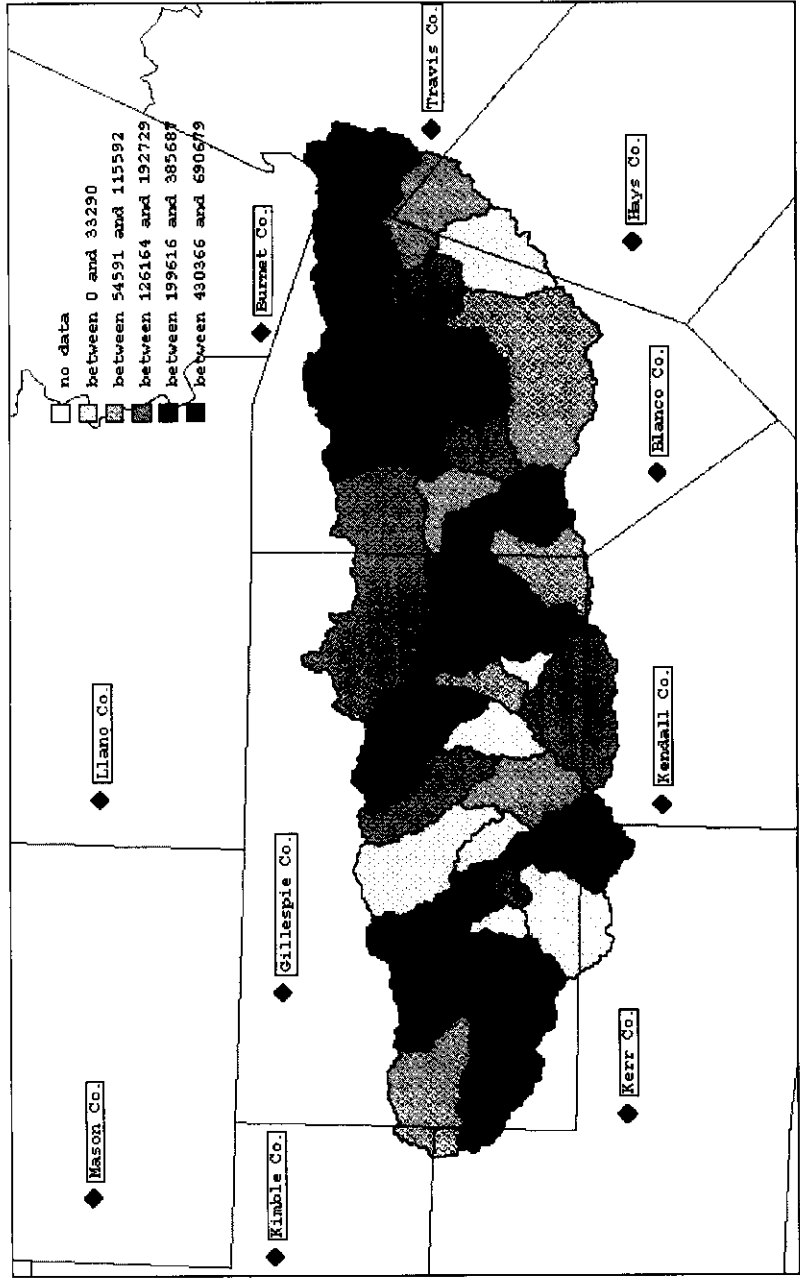 no data
between 0 and 33290
between 54591 and 115592
between 126164 and 192729
between 199616 and 385687
between 430366 and 690679
Mason Co.
Llano Co.
Burnet Co.
Travis Co.
Kimble Co.
Gillespie Co.
Kerr Co.
Kendall Co.
Blanco Co.
Hays Co.